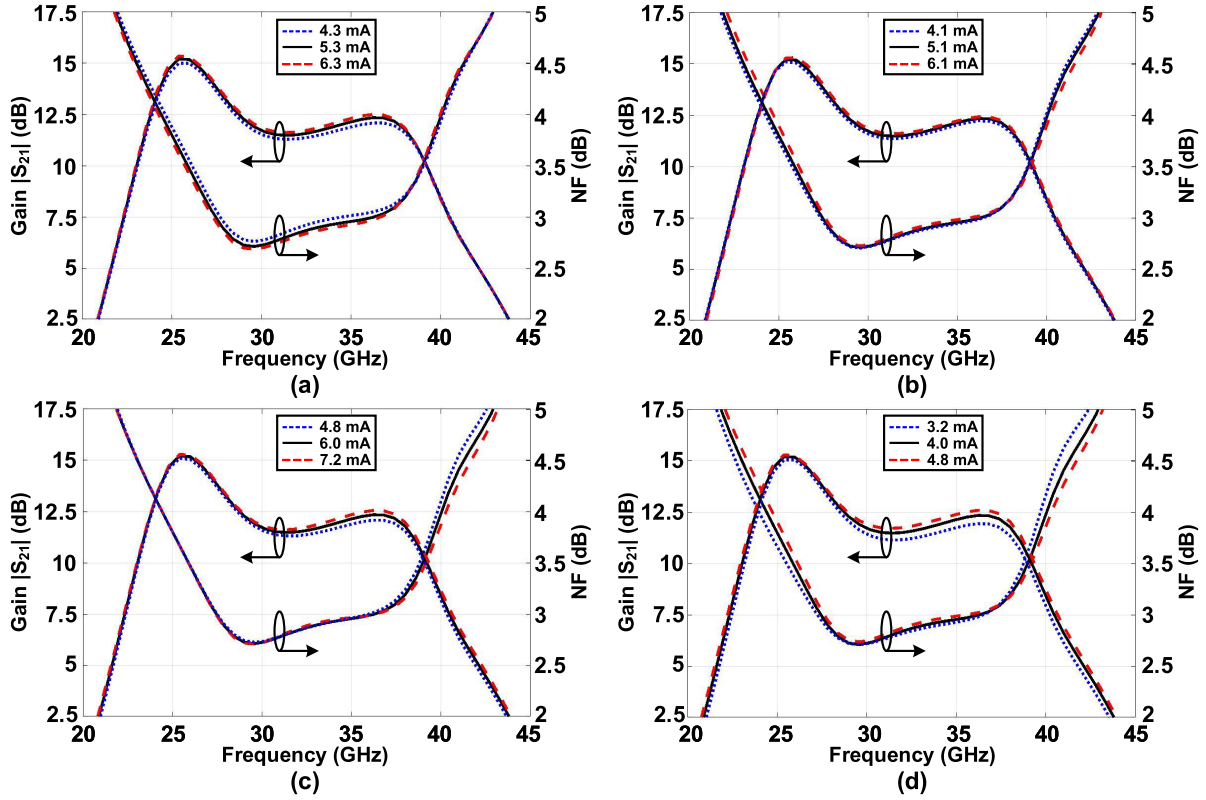 17.5
15
12.5
10
7.5
5
2.5
Gain |S21| (dB)
5
4.5
4
3.5
3
2.5
2
NF (dB)
4.3 mA
5.3 mA
6.3 mA
20 25 30 35 40 45
Frequency (GHz)
(a)
17.5
15
12.5
10
7.5
5
2.5
Gain |S21| (dB)
5
4.5
4
3.5
3
2.5
2
NF (dB)
4.1 mA
5.1 mA
6.1 mA
20 25 30 35 40 45
Frequency (GHz)
(b)
17.5
15
12.5
10
7.5
5
2.5
Gain |S21| (dB)
5
4.5
4
3.5
3
2.5
2
NF (dB)
4.8 mA
6.0 mA
7.2 mA
20 25 30 35 40 45
Frequency (GHz)
(c)
17.5
15
12.5
10
7.5
5
2.5
Gain |S21| (dB)
5
4.5
4
3.5
3
2.5
2
NF (dB)
3.2 mA
4.0 mA
4.8 mA
20 25 30 35 40 45
Frequency (GHz)
(d)